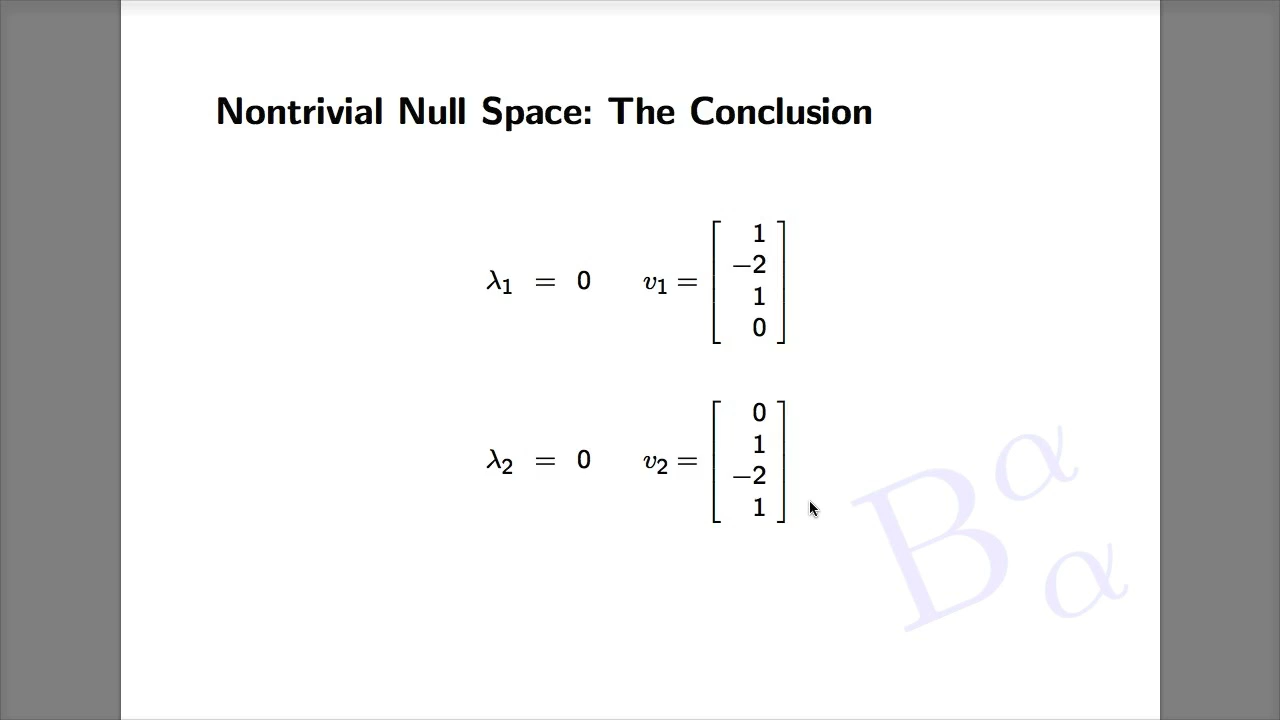 Nontrivial Null Space: The Conclusion
λ₁ = 0 v₁ = [ 1
−2
1
0 ]
λ₂ = 0 v₂ = [ 0
1
−2
1 ]
B α
α